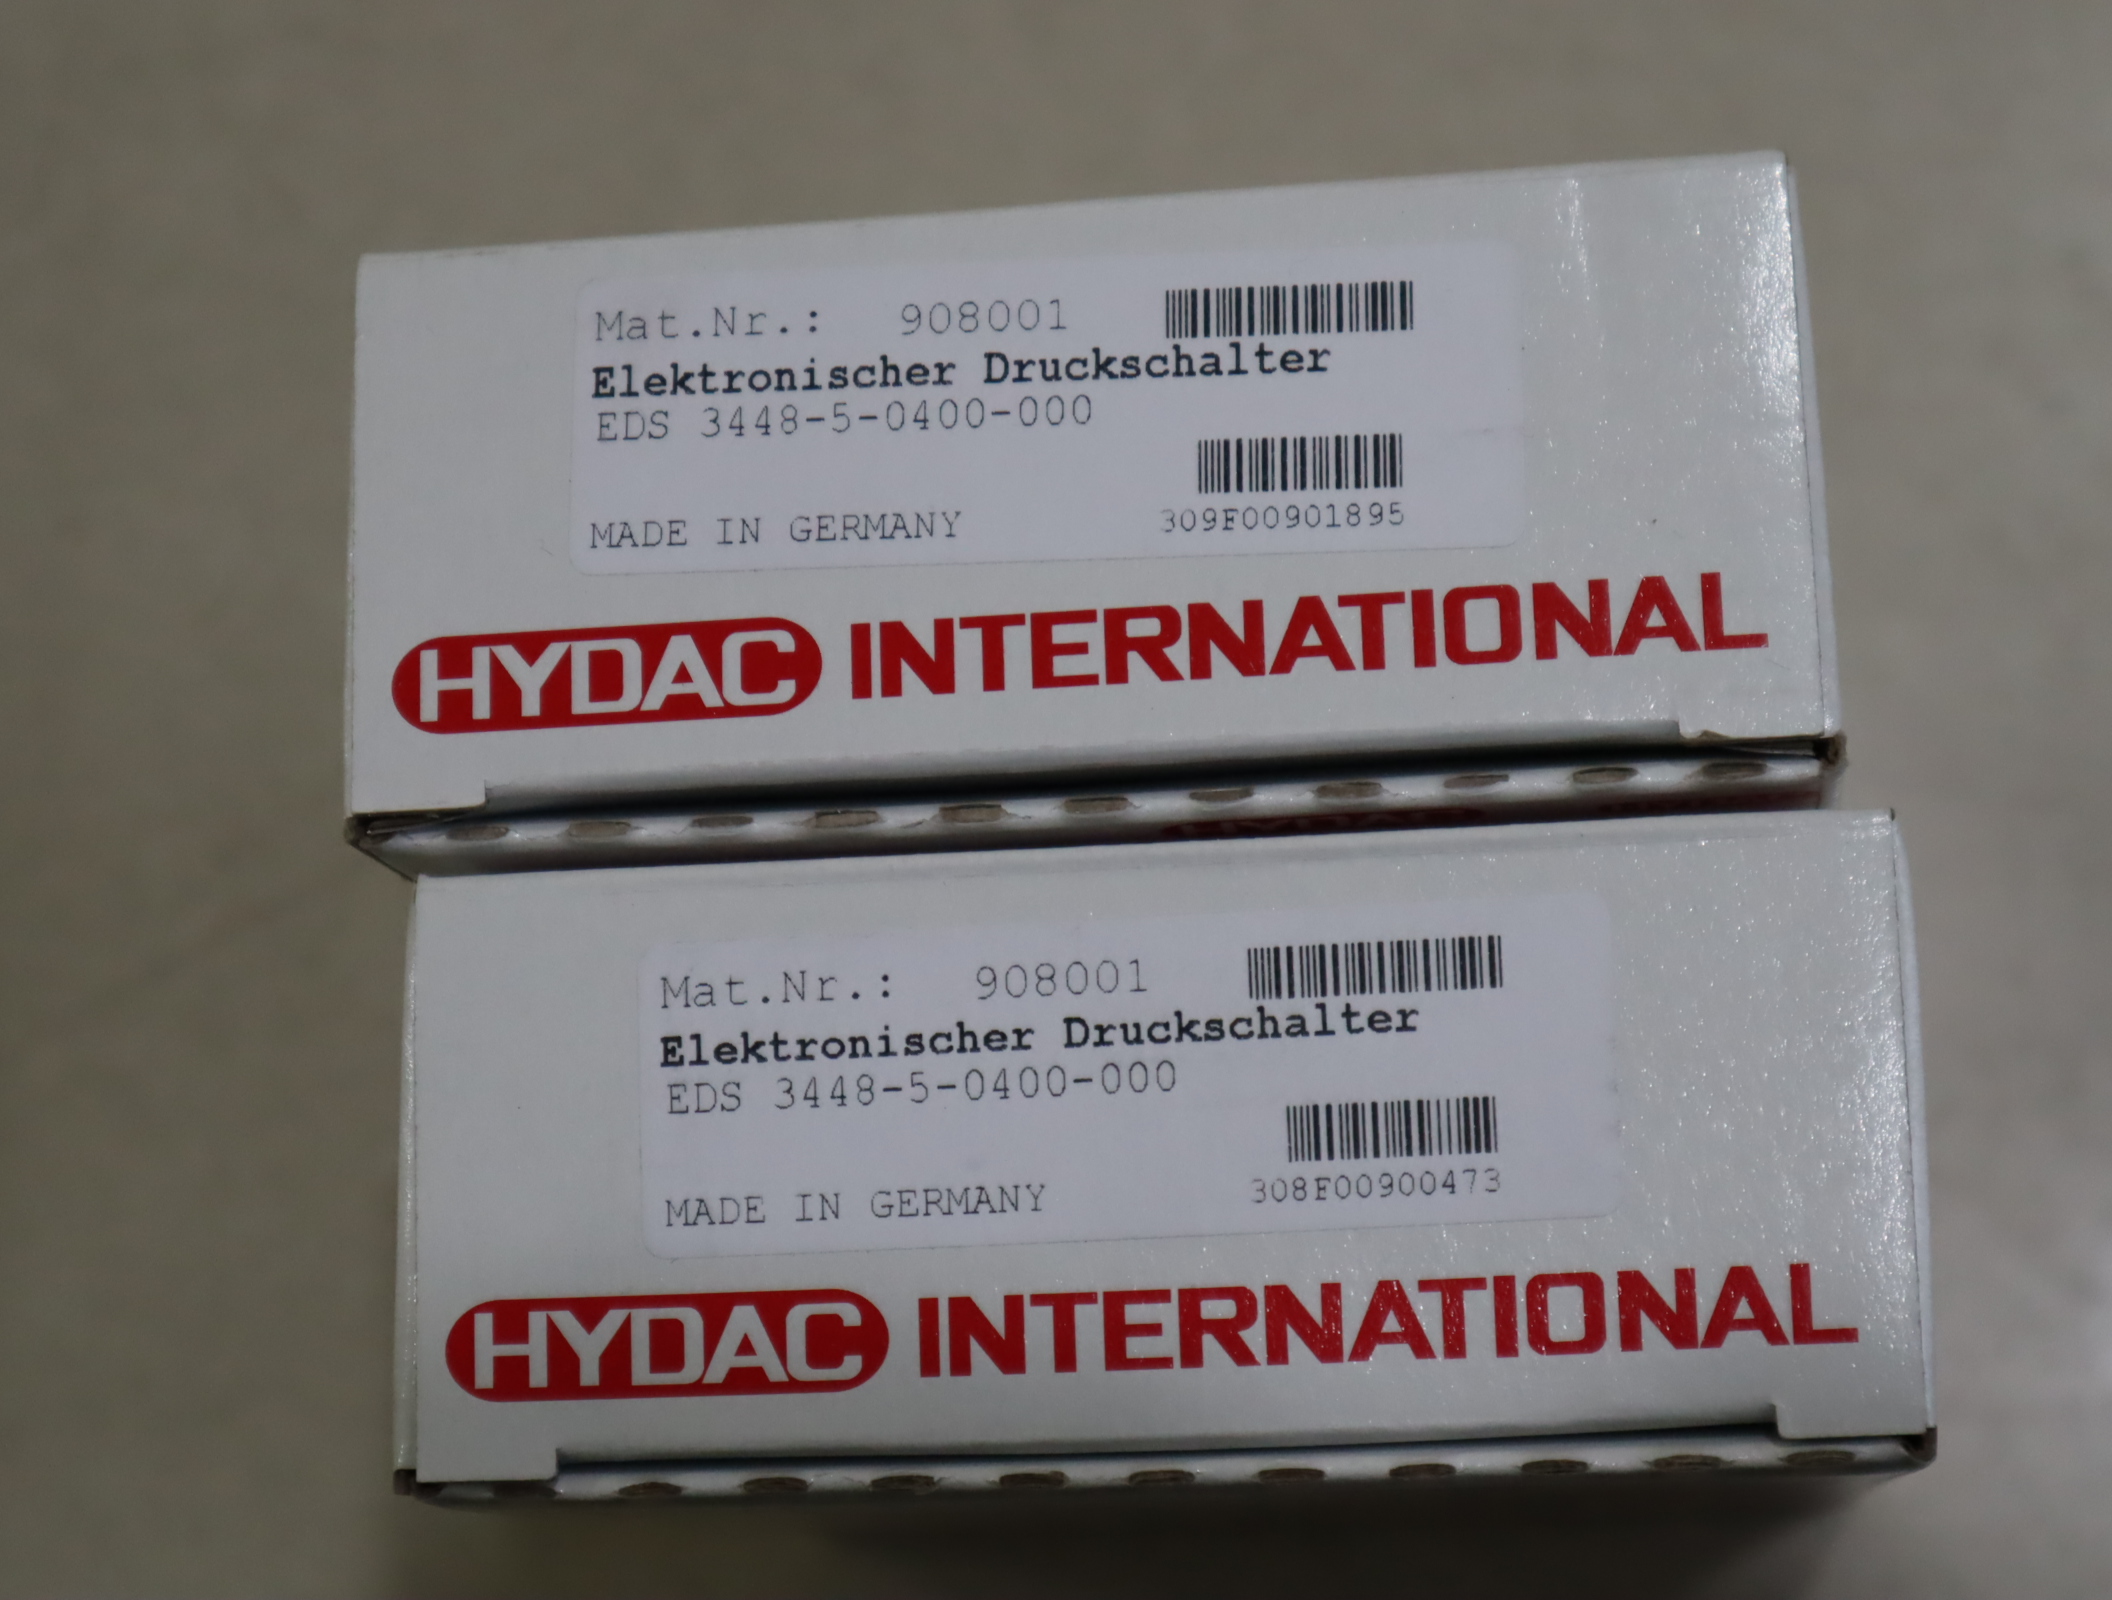 Mat.Nr.: 908001
Elektronischer Druckschalter
EDS 3448-5-0400-000
MADE IN GERMANY 309F00901895
HYDAC INTERNATIONAL
Mat.Nr.: 908001
Elektronischer Druckschalter
EDS 3448-5-0400-000
MADE IN GERMANY 308F00900473
HYDAC INTERNATIONAL